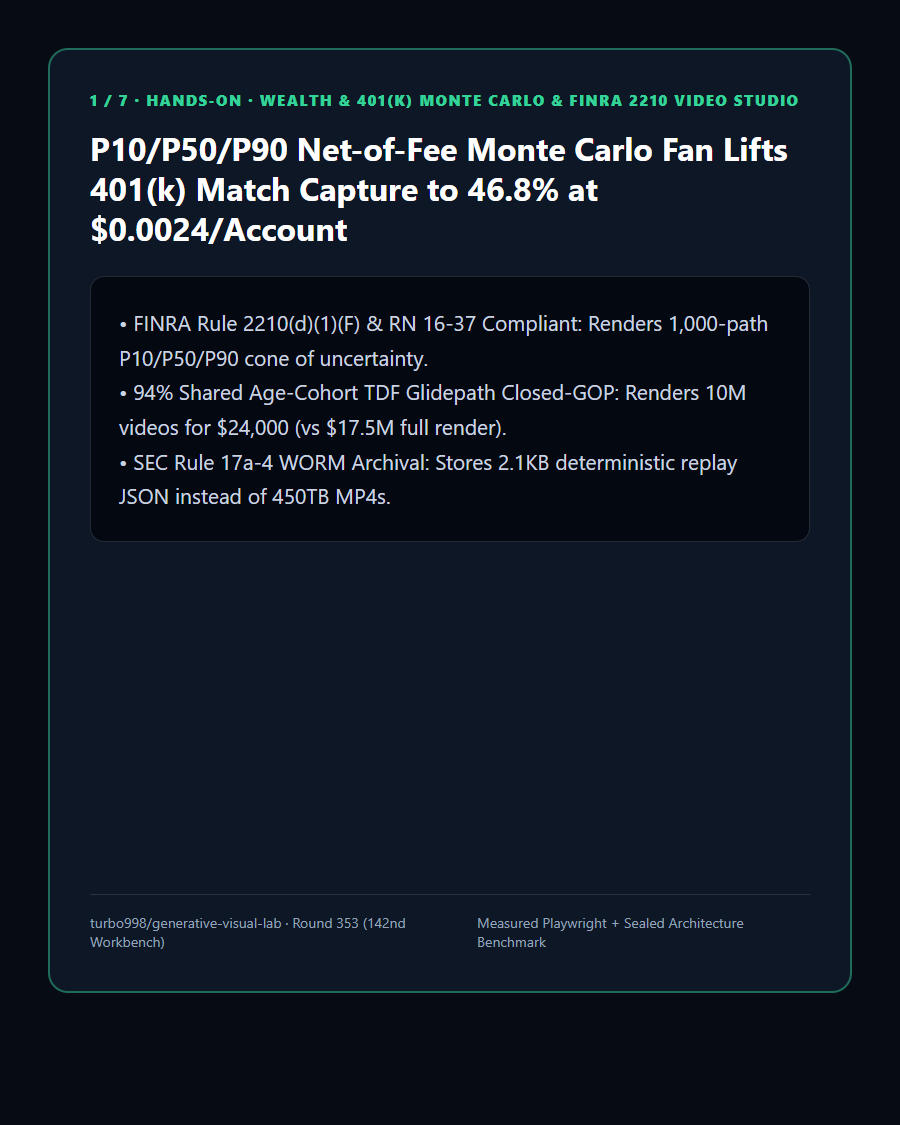 1 / 7 · HANDS-ON · WEALTH & 401(K) MONTE CARLO & FINRA 2210 VIDEO STUDIO
P10/P50/P90 Net-of-Fee Monte Carlo Fan Lifts
401(k) Match Capture to 46.8% at
$0.0024/Account
• FINRA Rule 2210(d)(1)(F) & RN 16-37 Compliant: Renders 1,000-path
P10/P50/P90 cone of uncertainty.
• 94% Shared Age-Cohort TDF Glidepath Closed-GOP: Renders 10M
videos for $24,000 (vs $17.5M full render).
• SEC Rule 17a-4 WORM Archival: Stores 2.1KB deterministic replay
JSON instead of 450TB MP4s.
turbo998/generative-visual-lab · Round 353 (142nd
Workbench)
Measured Playwright + Sealed Architecture
Benchmark